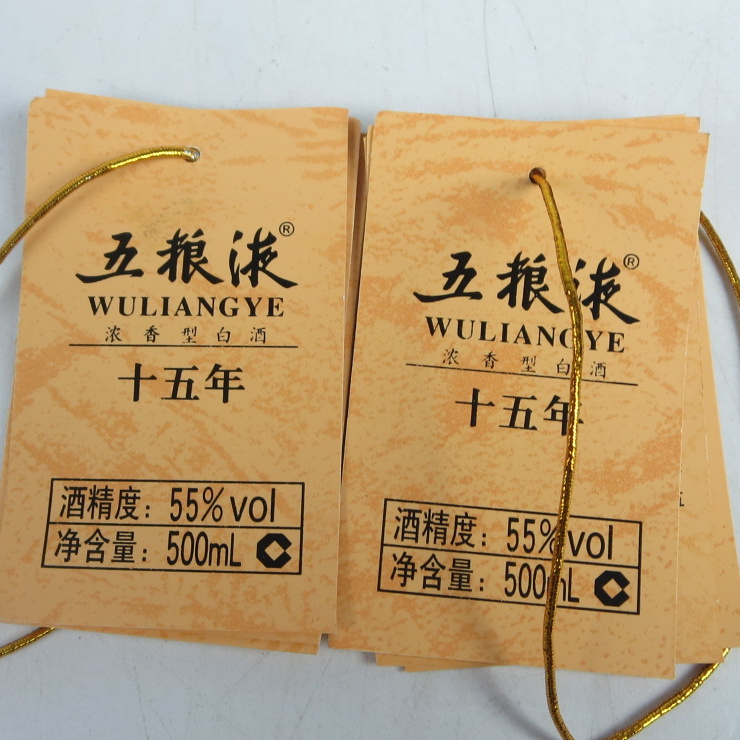 五粮液®
WULIANGYE
浓香型白酒
十五年
酒精度: 55%vol
净含量: 500mL
五粮液®
WULIANGYE
浓香型白酒
十五年
酒精度: 55%vol
净含量: 500mL